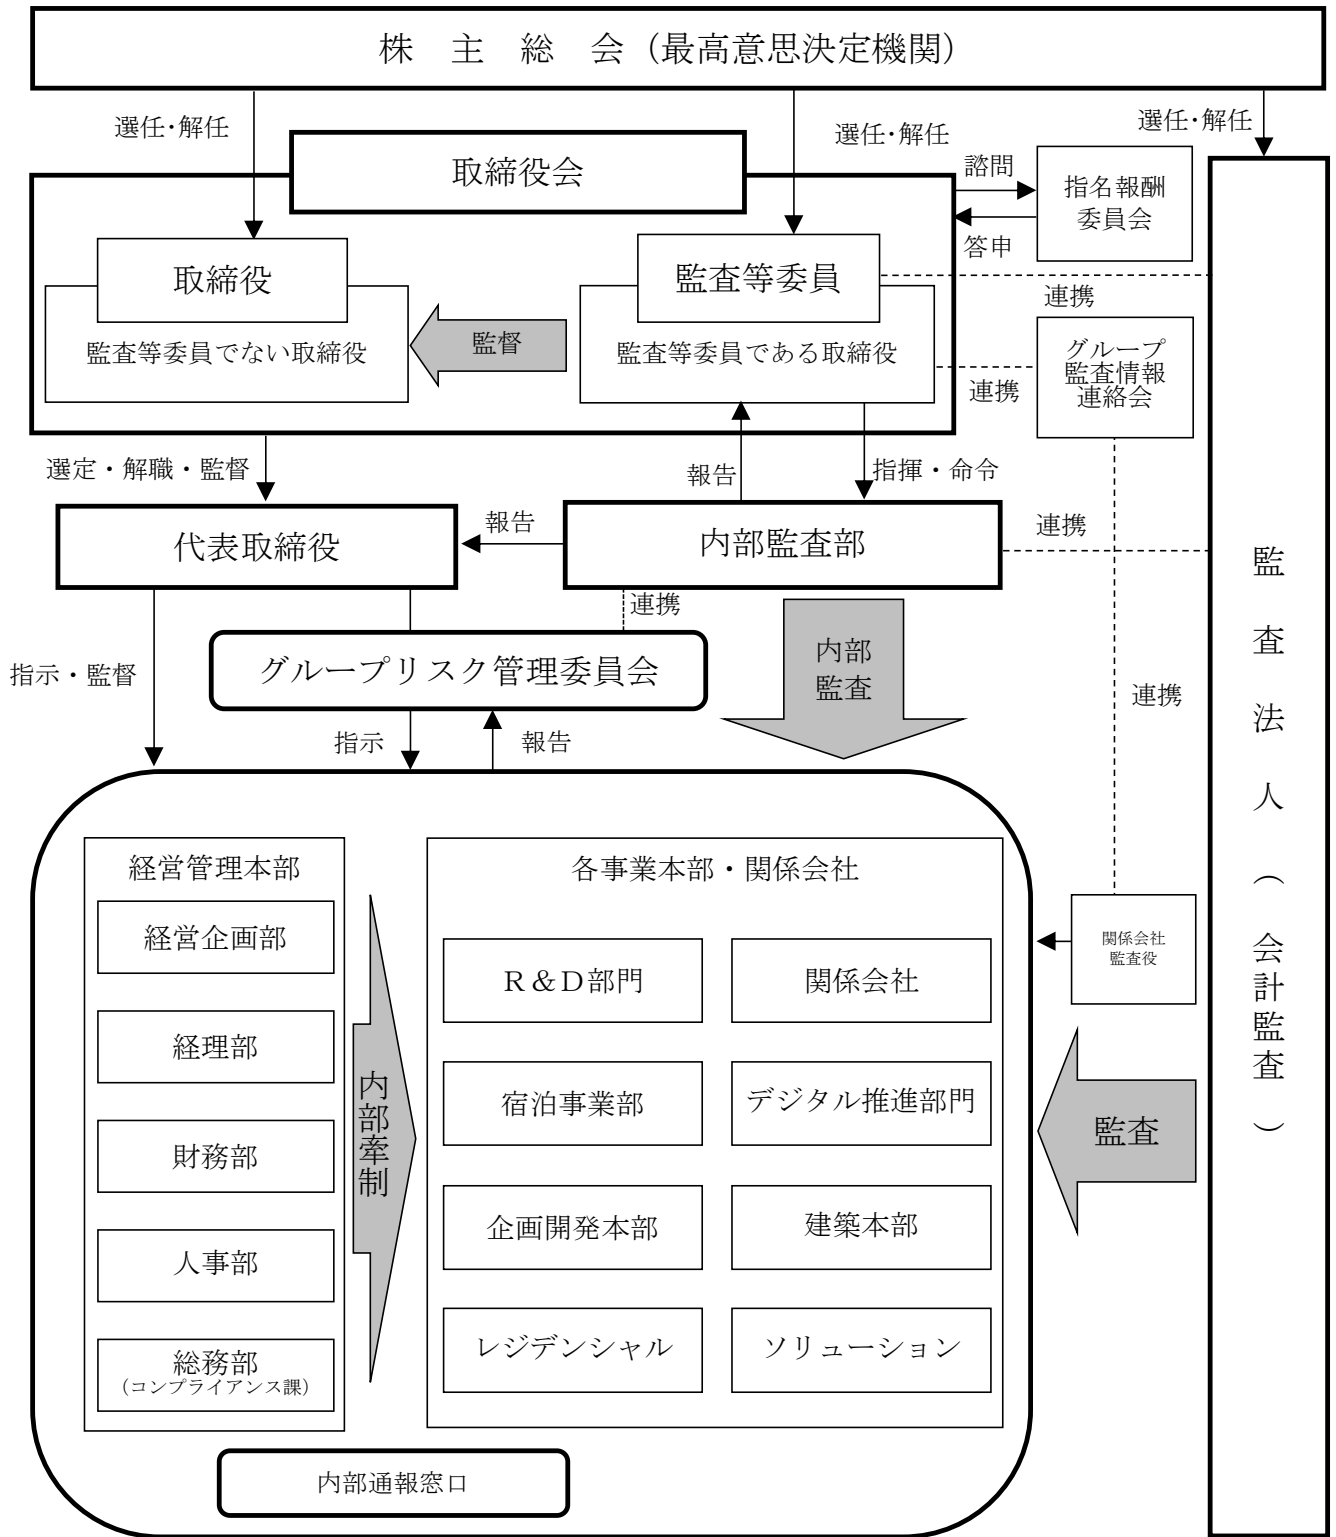 株　主　総　会（最高意思決定機関）
選任･解任
選任･解任
選任･解任
取締役会
諮問
答申
指名報酬
委員会
取締役
監査等委員でない取締役
監督
監査等委員
監査等委員である取締役
連携
連携
グループ
監査情報
連絡会
選定・解職・監督
報告
指揮・命令
代表取締役
報告
内部監査部
連携
連携
グループリスク管理委員会
内部
監査
指示・監督
指示
報告
連携
監査法人（会計監査）
経営管理本部
経営企画部
経理部
財務部
人事部
総務部
（コンプライアンス課）
内部牽制
各事業本部・関係会社
Ｒ＆Ｄ部門
関係会社
宿泊事業部
デジタル推進部門
企画開発本部
建築本部
レジデンシャル
ソリューション
関係会社
監査役
監査
内部通報窓口